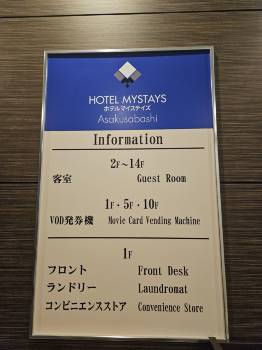 HOTEL MYSTAYS
ホテルマイステイズ
Asakusabashi
Information
2F～14F
客室 Guest Room
1F・5F・10F
VOD発券機 Movie Card Vending Machine
1F
フロント Front Desk
ランドリー Laundromat
コンビニエンスストア Convenience Store